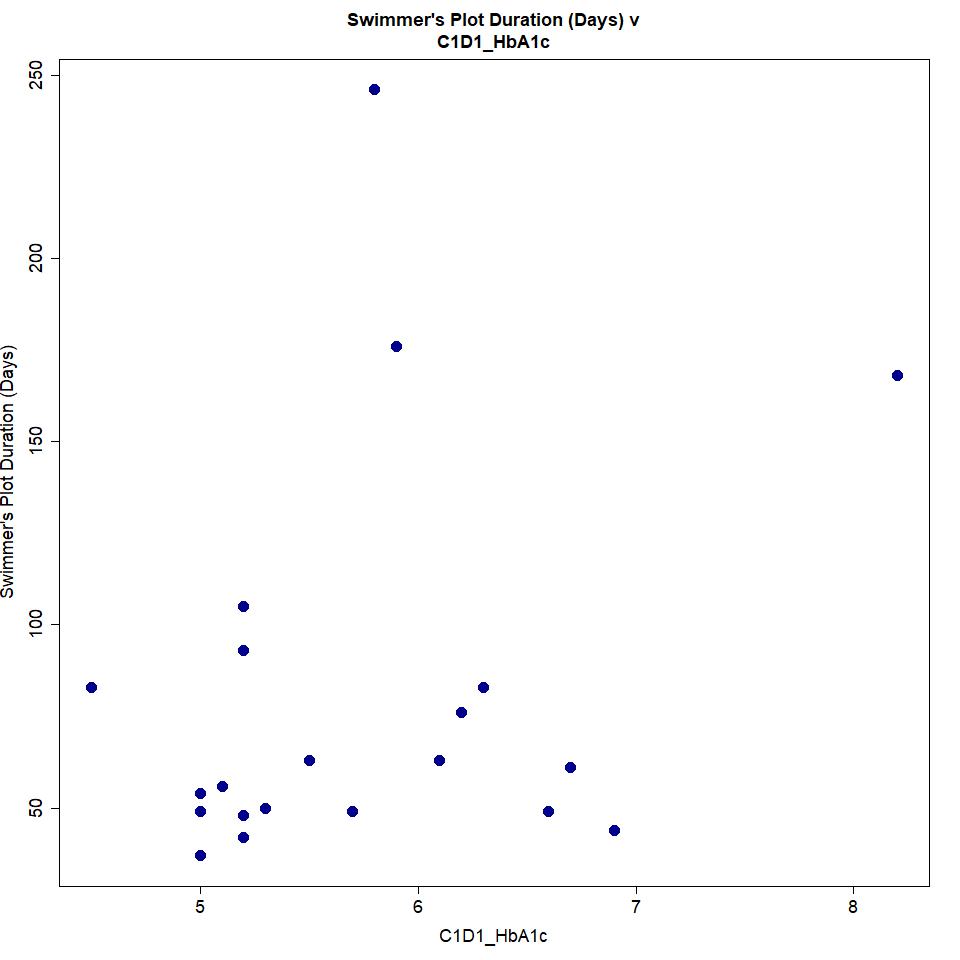 Swimmer's Plot Duration (Days) v
C1D1_HbA1c
250
200
150
100
50
Swimmer's Plot Duration (Days)
5 6 7 8
C1D1_HbA1c